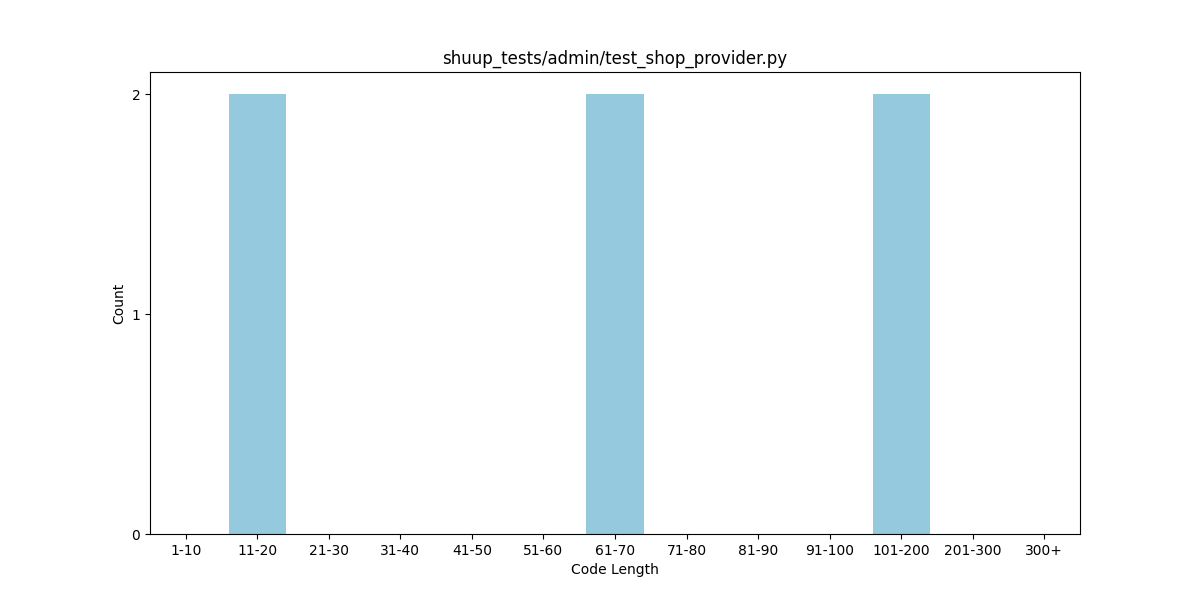 shuup_tests/admin/test_shop_provider.py
2
1
0
Count
1-10 11-20 21-30 31-40 41-50 51-60 61-70 71-80 81-90 91-100 101-200 201-300 300+
Code Length